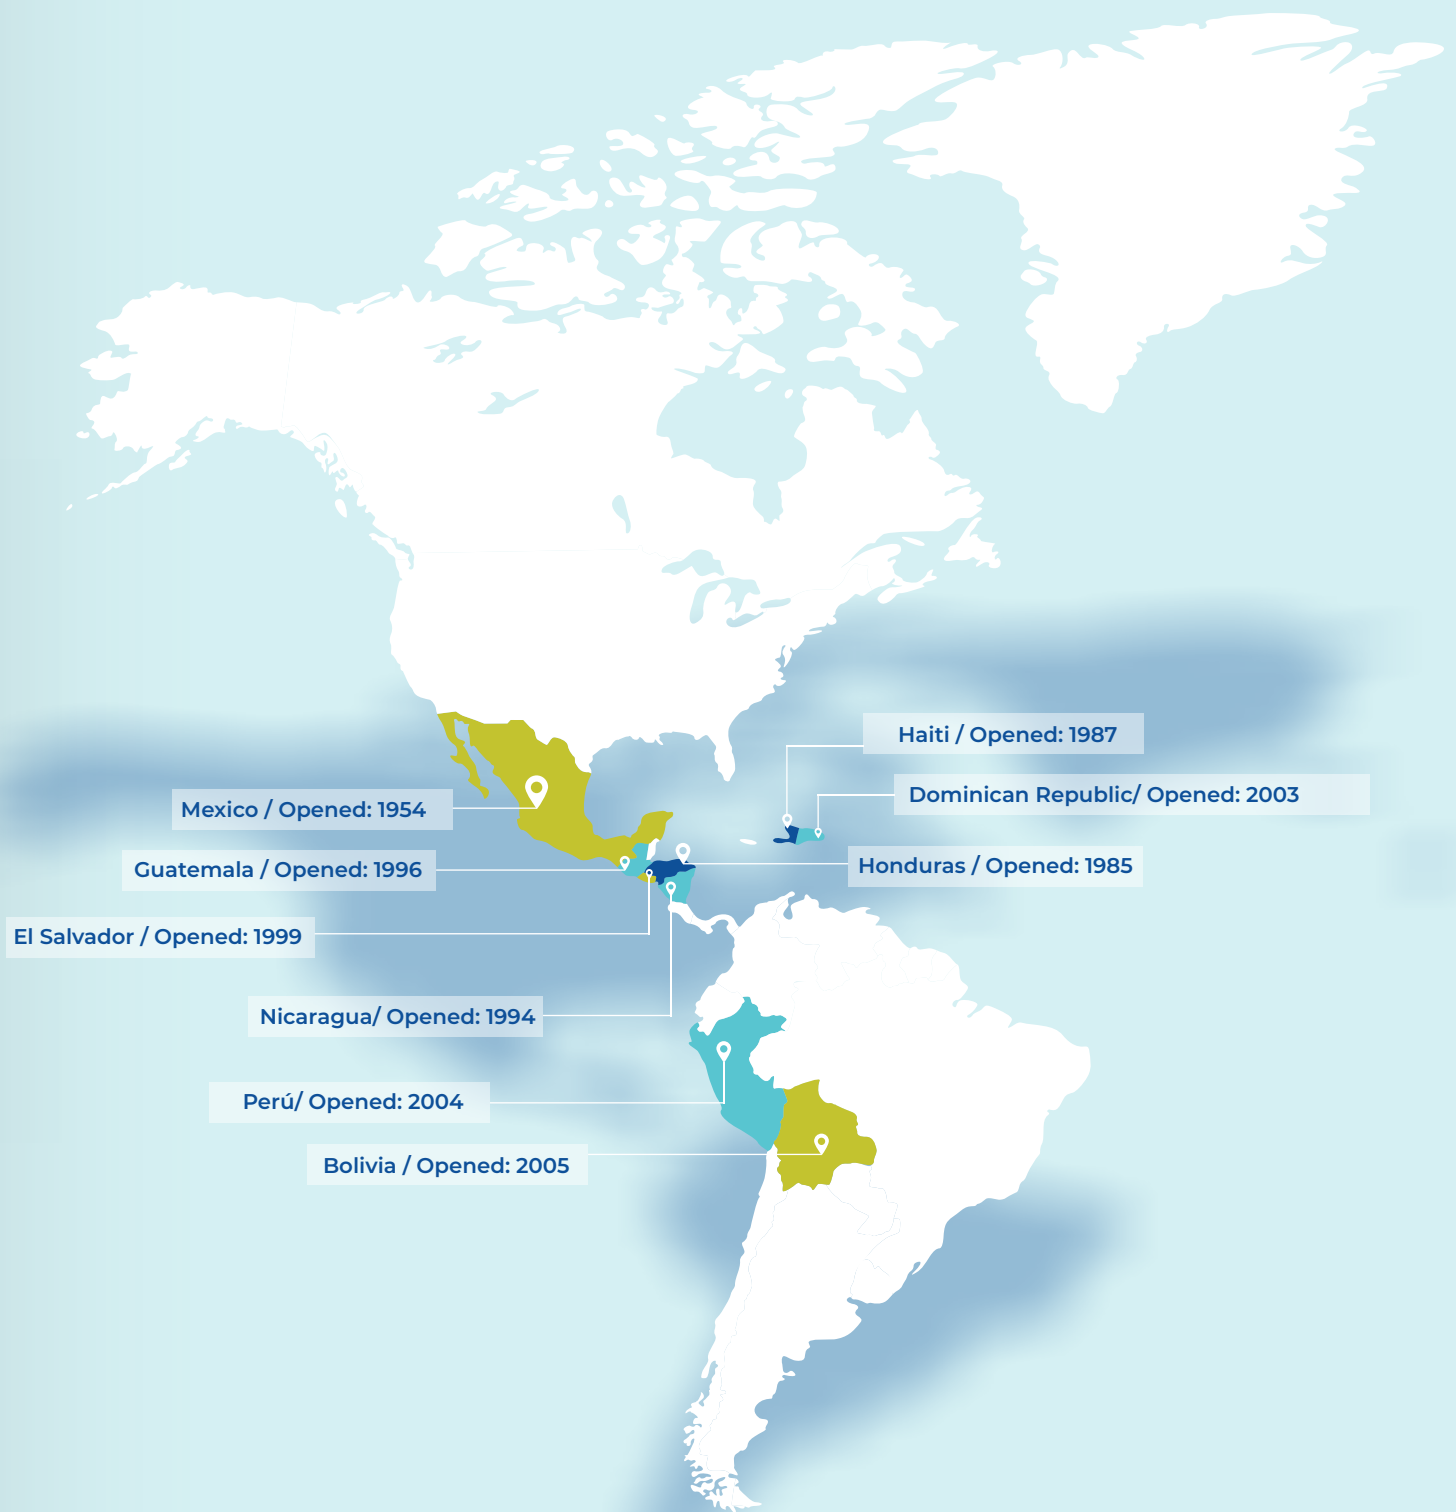 Haiti / Opened: 1987
Dominican Republic/ Opened: 2003
Mexico / Opened: 1954
Guatemala / Opened: 1996
Honduras / Opened: 1985
El Salvador / Opened: 1999
Nicaragua/ Opened: 1994
Perú/ Opened: 2004
Bolivia / Opened: 2005